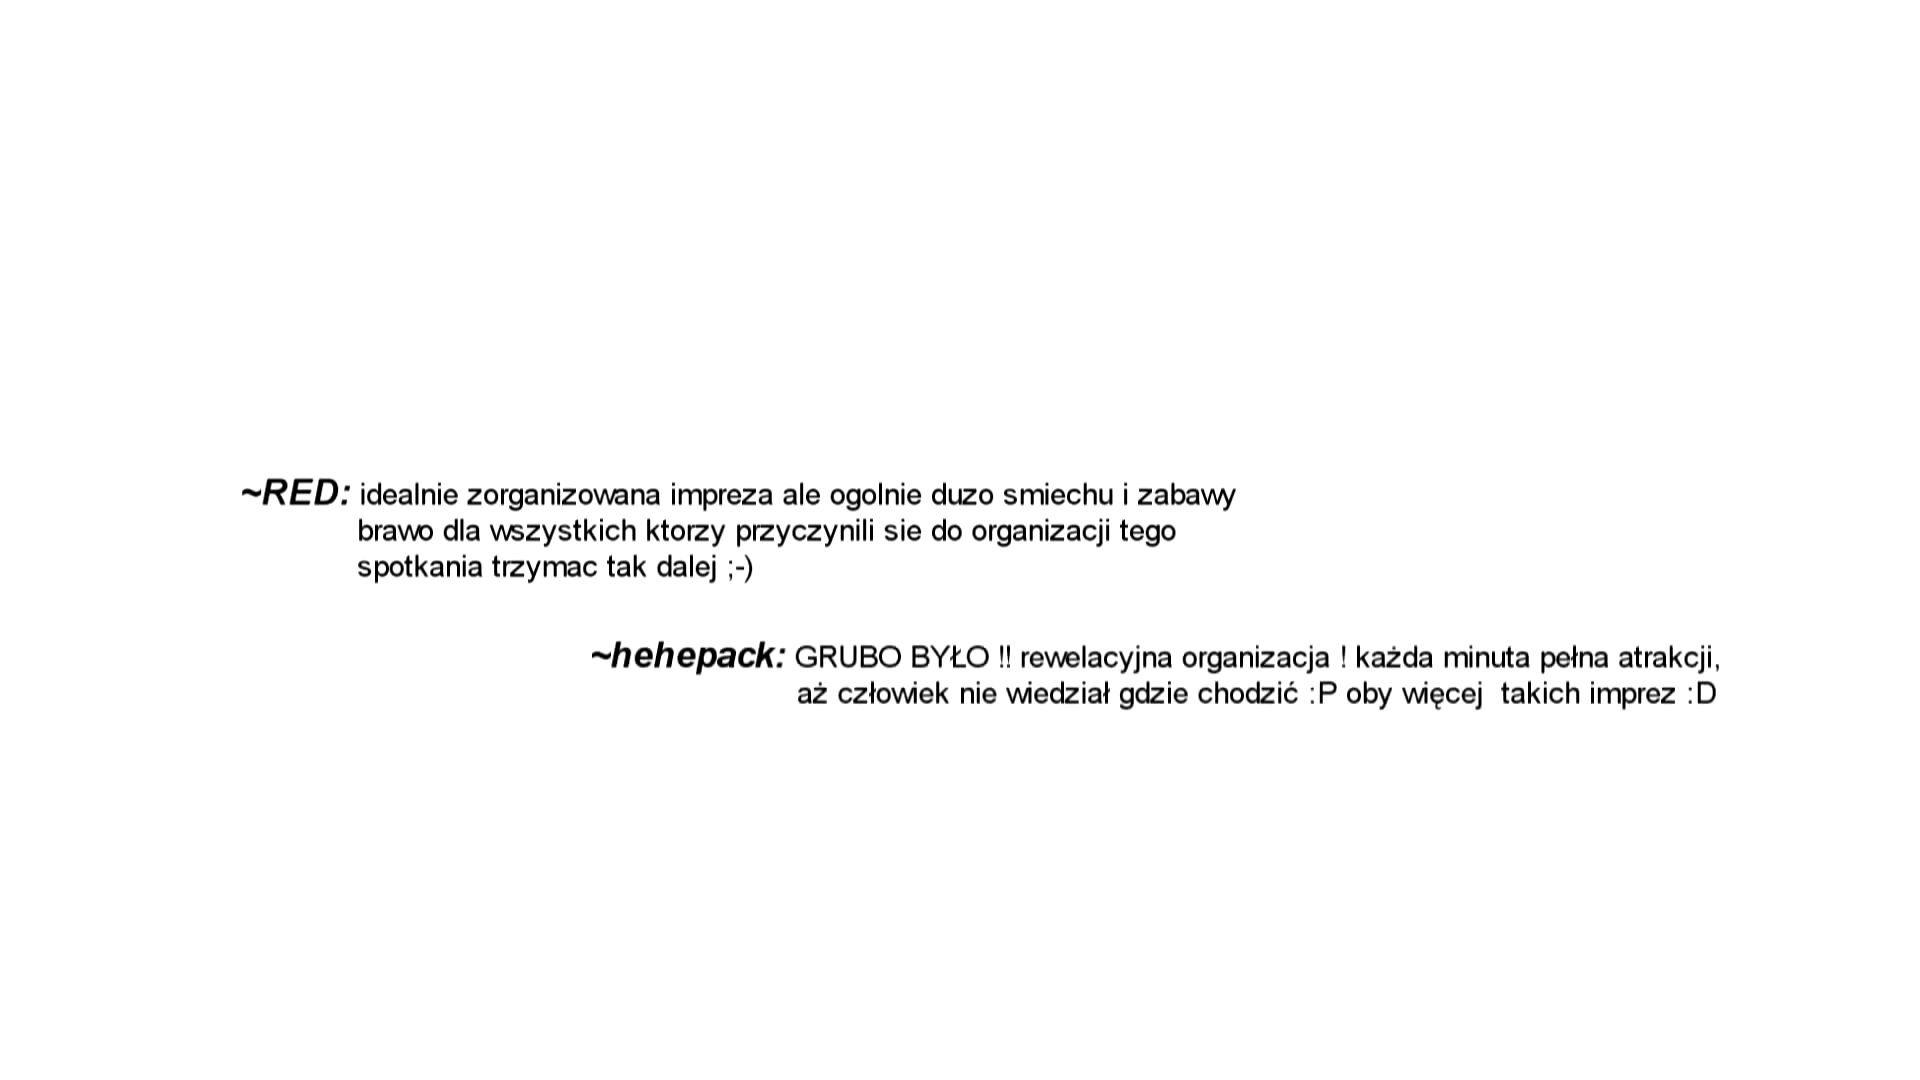 ~RED: idealnie zorganizowana impreza ale ogolnie duzo smiechu i zabawy
brawo dla wszystkich ktorzy przyczynili sie do organizacji tego
spotkania trzymac tak dalej ;-)
~hehepack: GRUBO BYŁO !! rewelacyjna organizacja ! każda minuta pełna atrakcji,
aż człowiek nie wiedział gdzie chodzić :P oby więcej  takich imprez :D